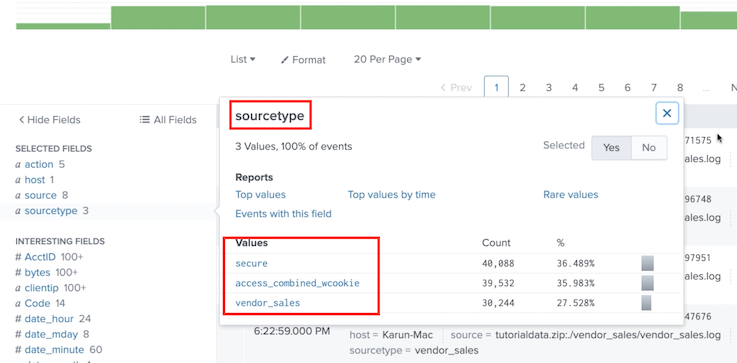 List ▾ Format 20 Per Page ▾
< Prev 1 2 3 4 5 6 7 8 ... N
< Hide Fields All Fields
SELECTED FIELDS
a action 5
a host 1
a source 8
a sourcetype 3
INTERESTING FIELDS
# AcctID 100+
# bytes 100+
a clientip 100+
a Code 14
# date_hour 24
# date_mday 8
# date_minute 60
sourcetype
3 Values, 100% of events Selected Yes No
Reports
Top values Top values by time Rare values
Events with this field
Values Count %
secure 40,088 36.489%
access_combined_wcookie 39,532 35.983%
vendor_sales 30,244 27.528%
71575
ales.log
96748
ales.log
97951
ales.log
47676
6:22:59.000 PM host = Karun-Mac source = tutorialdata.zip:./vendor_sales/vendor_sales.log
sourcetype = vendor_sales